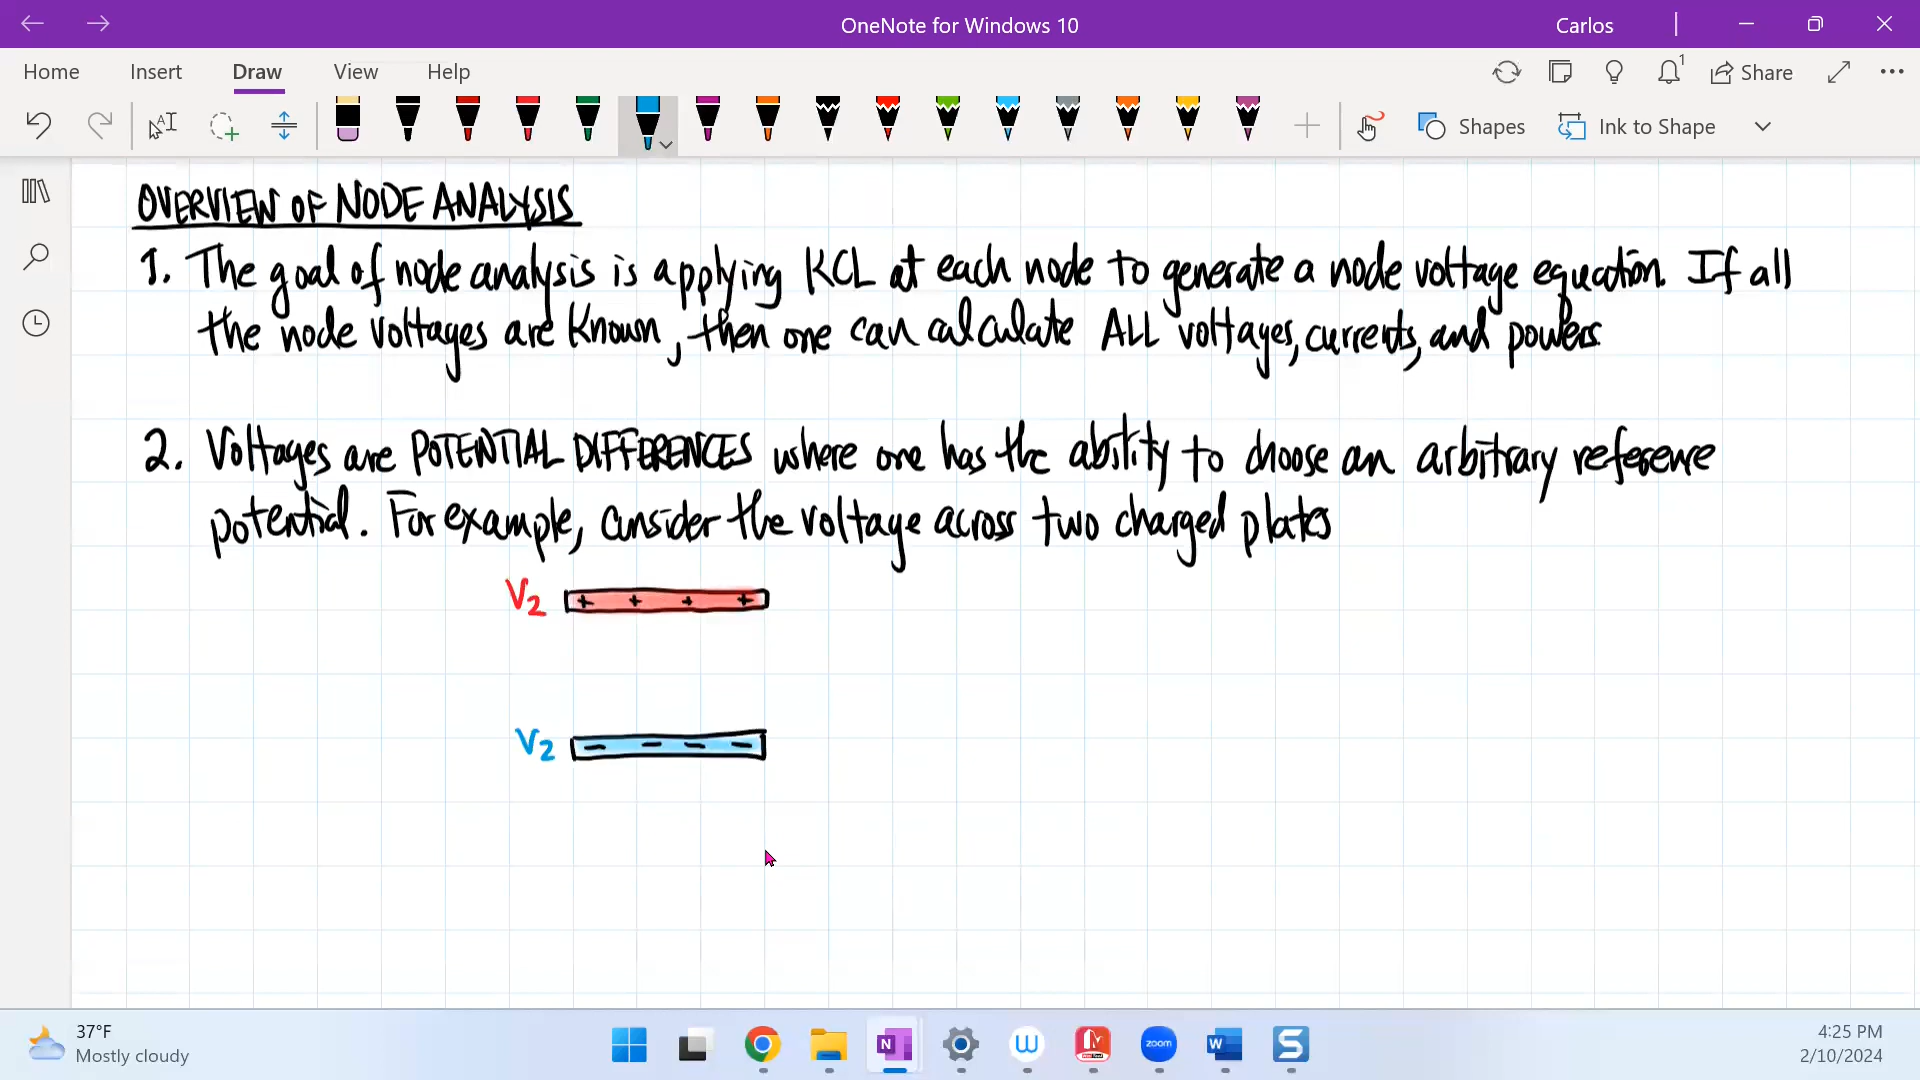 OneNote for Windows 10
Carlos
Home Insert Draw View Help
1
Share
Shapes
Ink to Shape
OVERVIEW OF NODE ANALYSIS
1. The goal of node analysis is applying KCL at each node to generate a node voltage equation. If all
the node voltages are known, then one can calculate ALL voltages, currents, and powers.
2. Voltages are POTENTIAL DIFFERENCES where one has the ability to choose an arbitrary reference
potential. For example, consider the voltage across two charged plates
V2 + + + +
V2 - - - -
37°F
Mostly cloudy
zoom
4:25 PM
2/10/2024